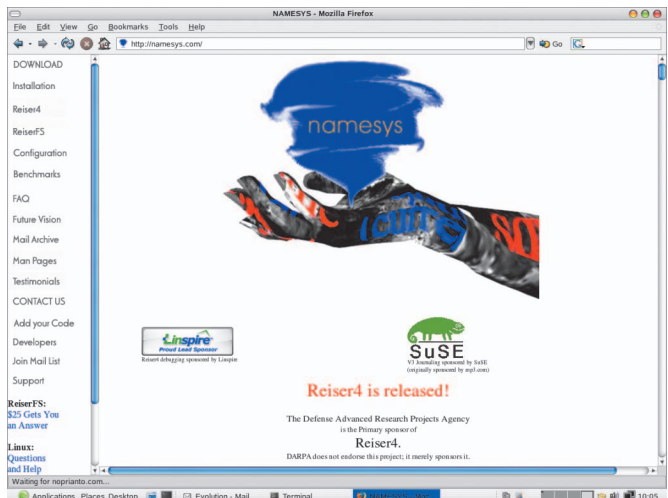 NAMESYS - Mozilla Firefox
File Edit View Go Bookmarks Tools Help
http://namesys.com/
Go
DOWNLOAD
Installation
Reiser4
ReiserFS
Configuration
Benchmarks
FAQ
Future Vision
Mail Archive
Man Pages
Testimonials
CONTACT US
Add your Code
Developers
Join Mail List
Support
ReiserFS:
$25 Gets You
an Answer
Linux:
Questions
and Help
namesys
Linspire
Proud Lead Sponsor
Reiser4 debugging sponsored by Linspire
SuSE
V3 Journaling sponsored by SuSE
(originally sponsored by mp3.com)
Reiser4 is released!
The Defense Advanced Research Projects Agency
is the Primary sponsor of
Reiser4.
DARPA does not endorse this project; it merely sponsors it.
Waiting for noprianto.com...
Applications Places Desktop
Evolution - Mail
Terminal
10:05